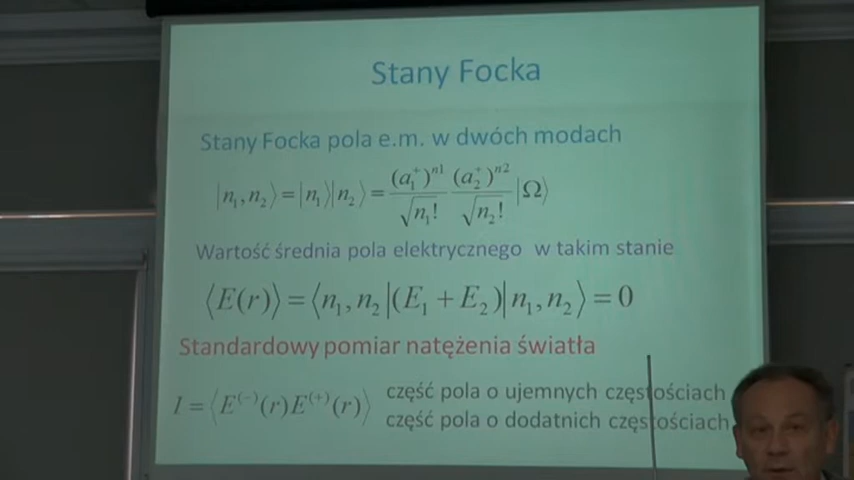 Stany Focka
Stany Focka pola e.m. w dwóch modach
|n₁, n₂⟩ = |n₁⟩|n₂⟩ = (a₁⁺)ⁿ¹/√n₁! (a₂⁺)ⁿ²/√n₂! |Ω⟩
Wartość średnia pola elektrycznego w takim stanie
⟨E(r)⟩ = ⟨n₁, n₂|(E₁ + E₂)|n₁, n₂⟩ = 0
Standardowy pomiar natężenia światła
I = ⟨E⁽⁻⁾(r)E⁽⁺⁾(r)⟩
część pola o ujemnych częstościach
część pola o dodatnich częstościach